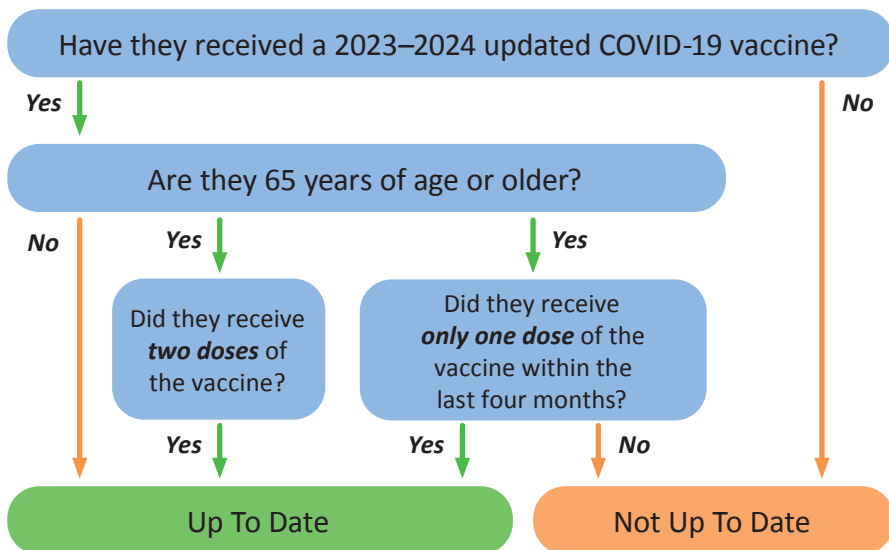 Have they received a 2023–2024 updated COVID-19 vaccine?
Yes
No
Are they 65 years of age or older?
No
Yes
Yes
Did they receive
two doses of
the vaccine?
Did they receive
only one dose of the
vaccine within the
last four months?
Yes
Yes
No
Up To Date
Not Up To Date